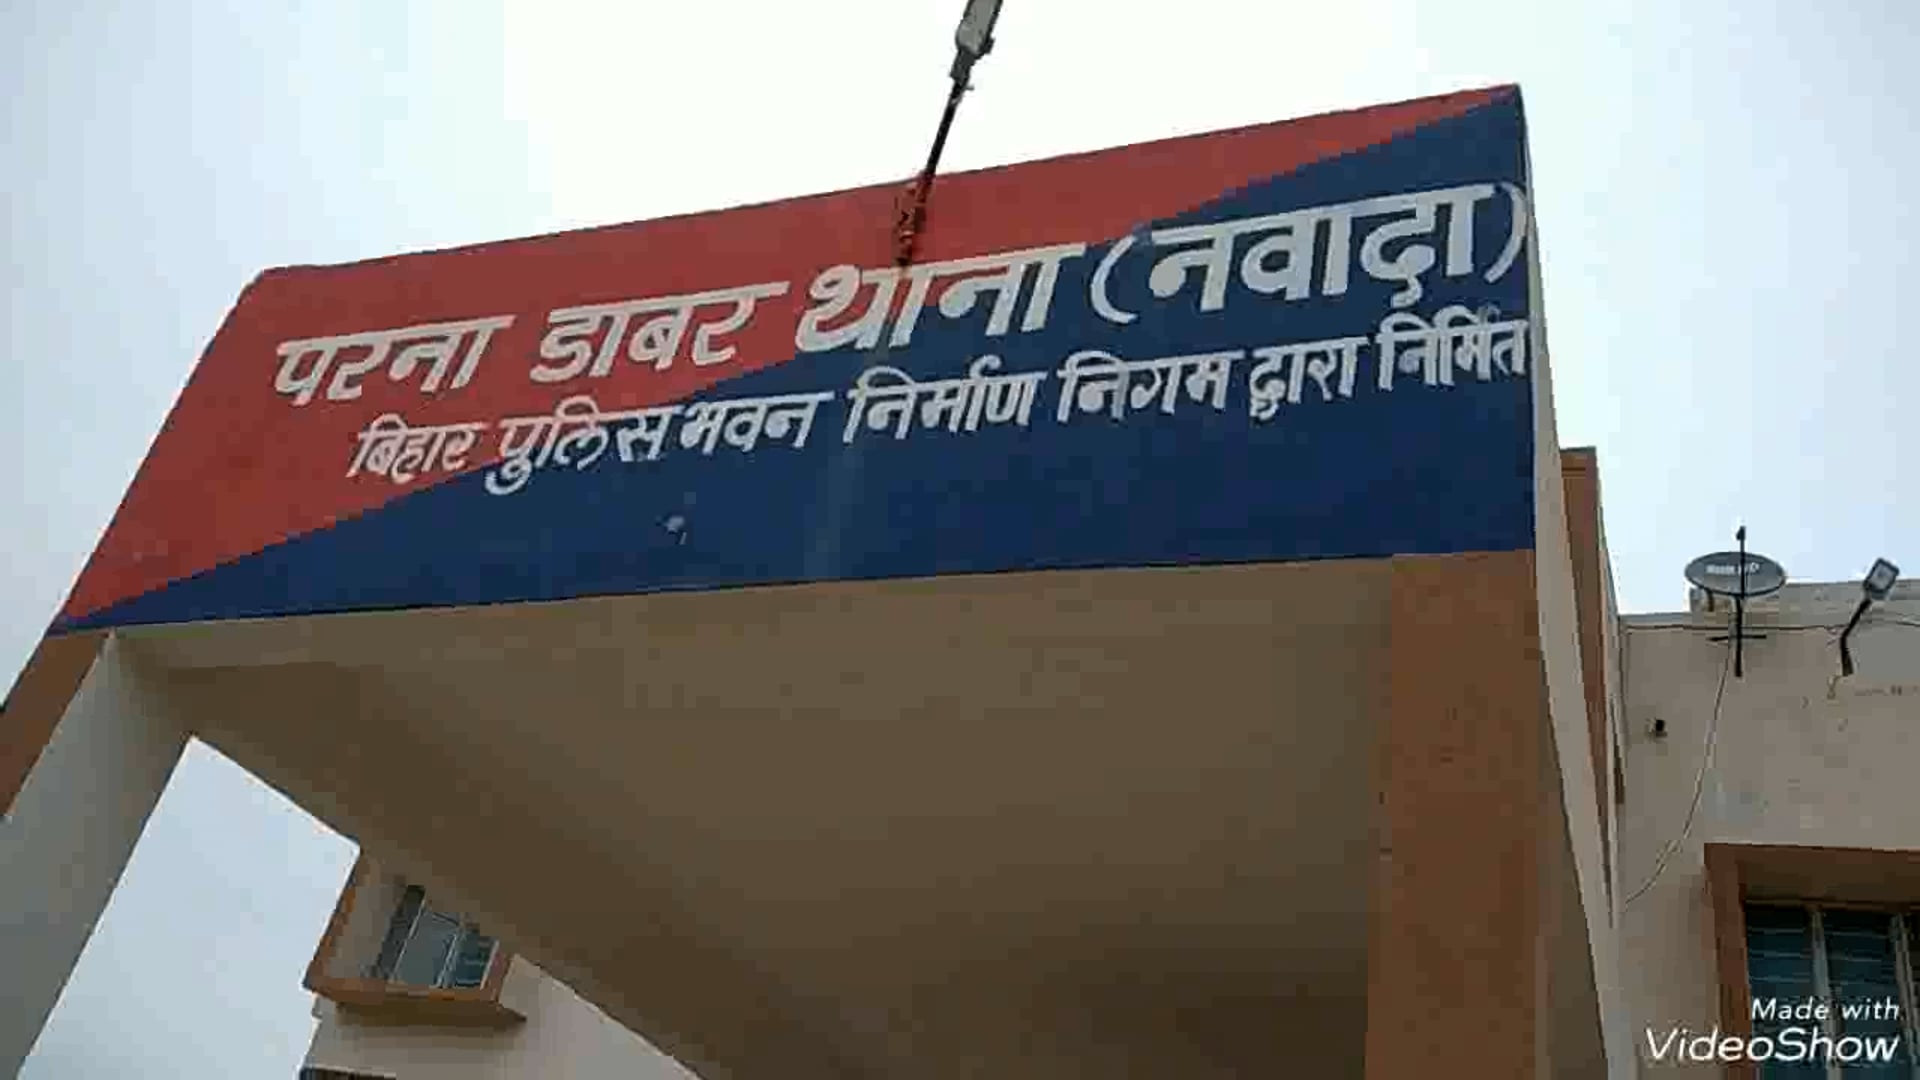 परना डाबर थाना (नवादा)
बिहार पुलिस भवन निर्माण निगम द्वारा निर्मित
Made with
VideoShow